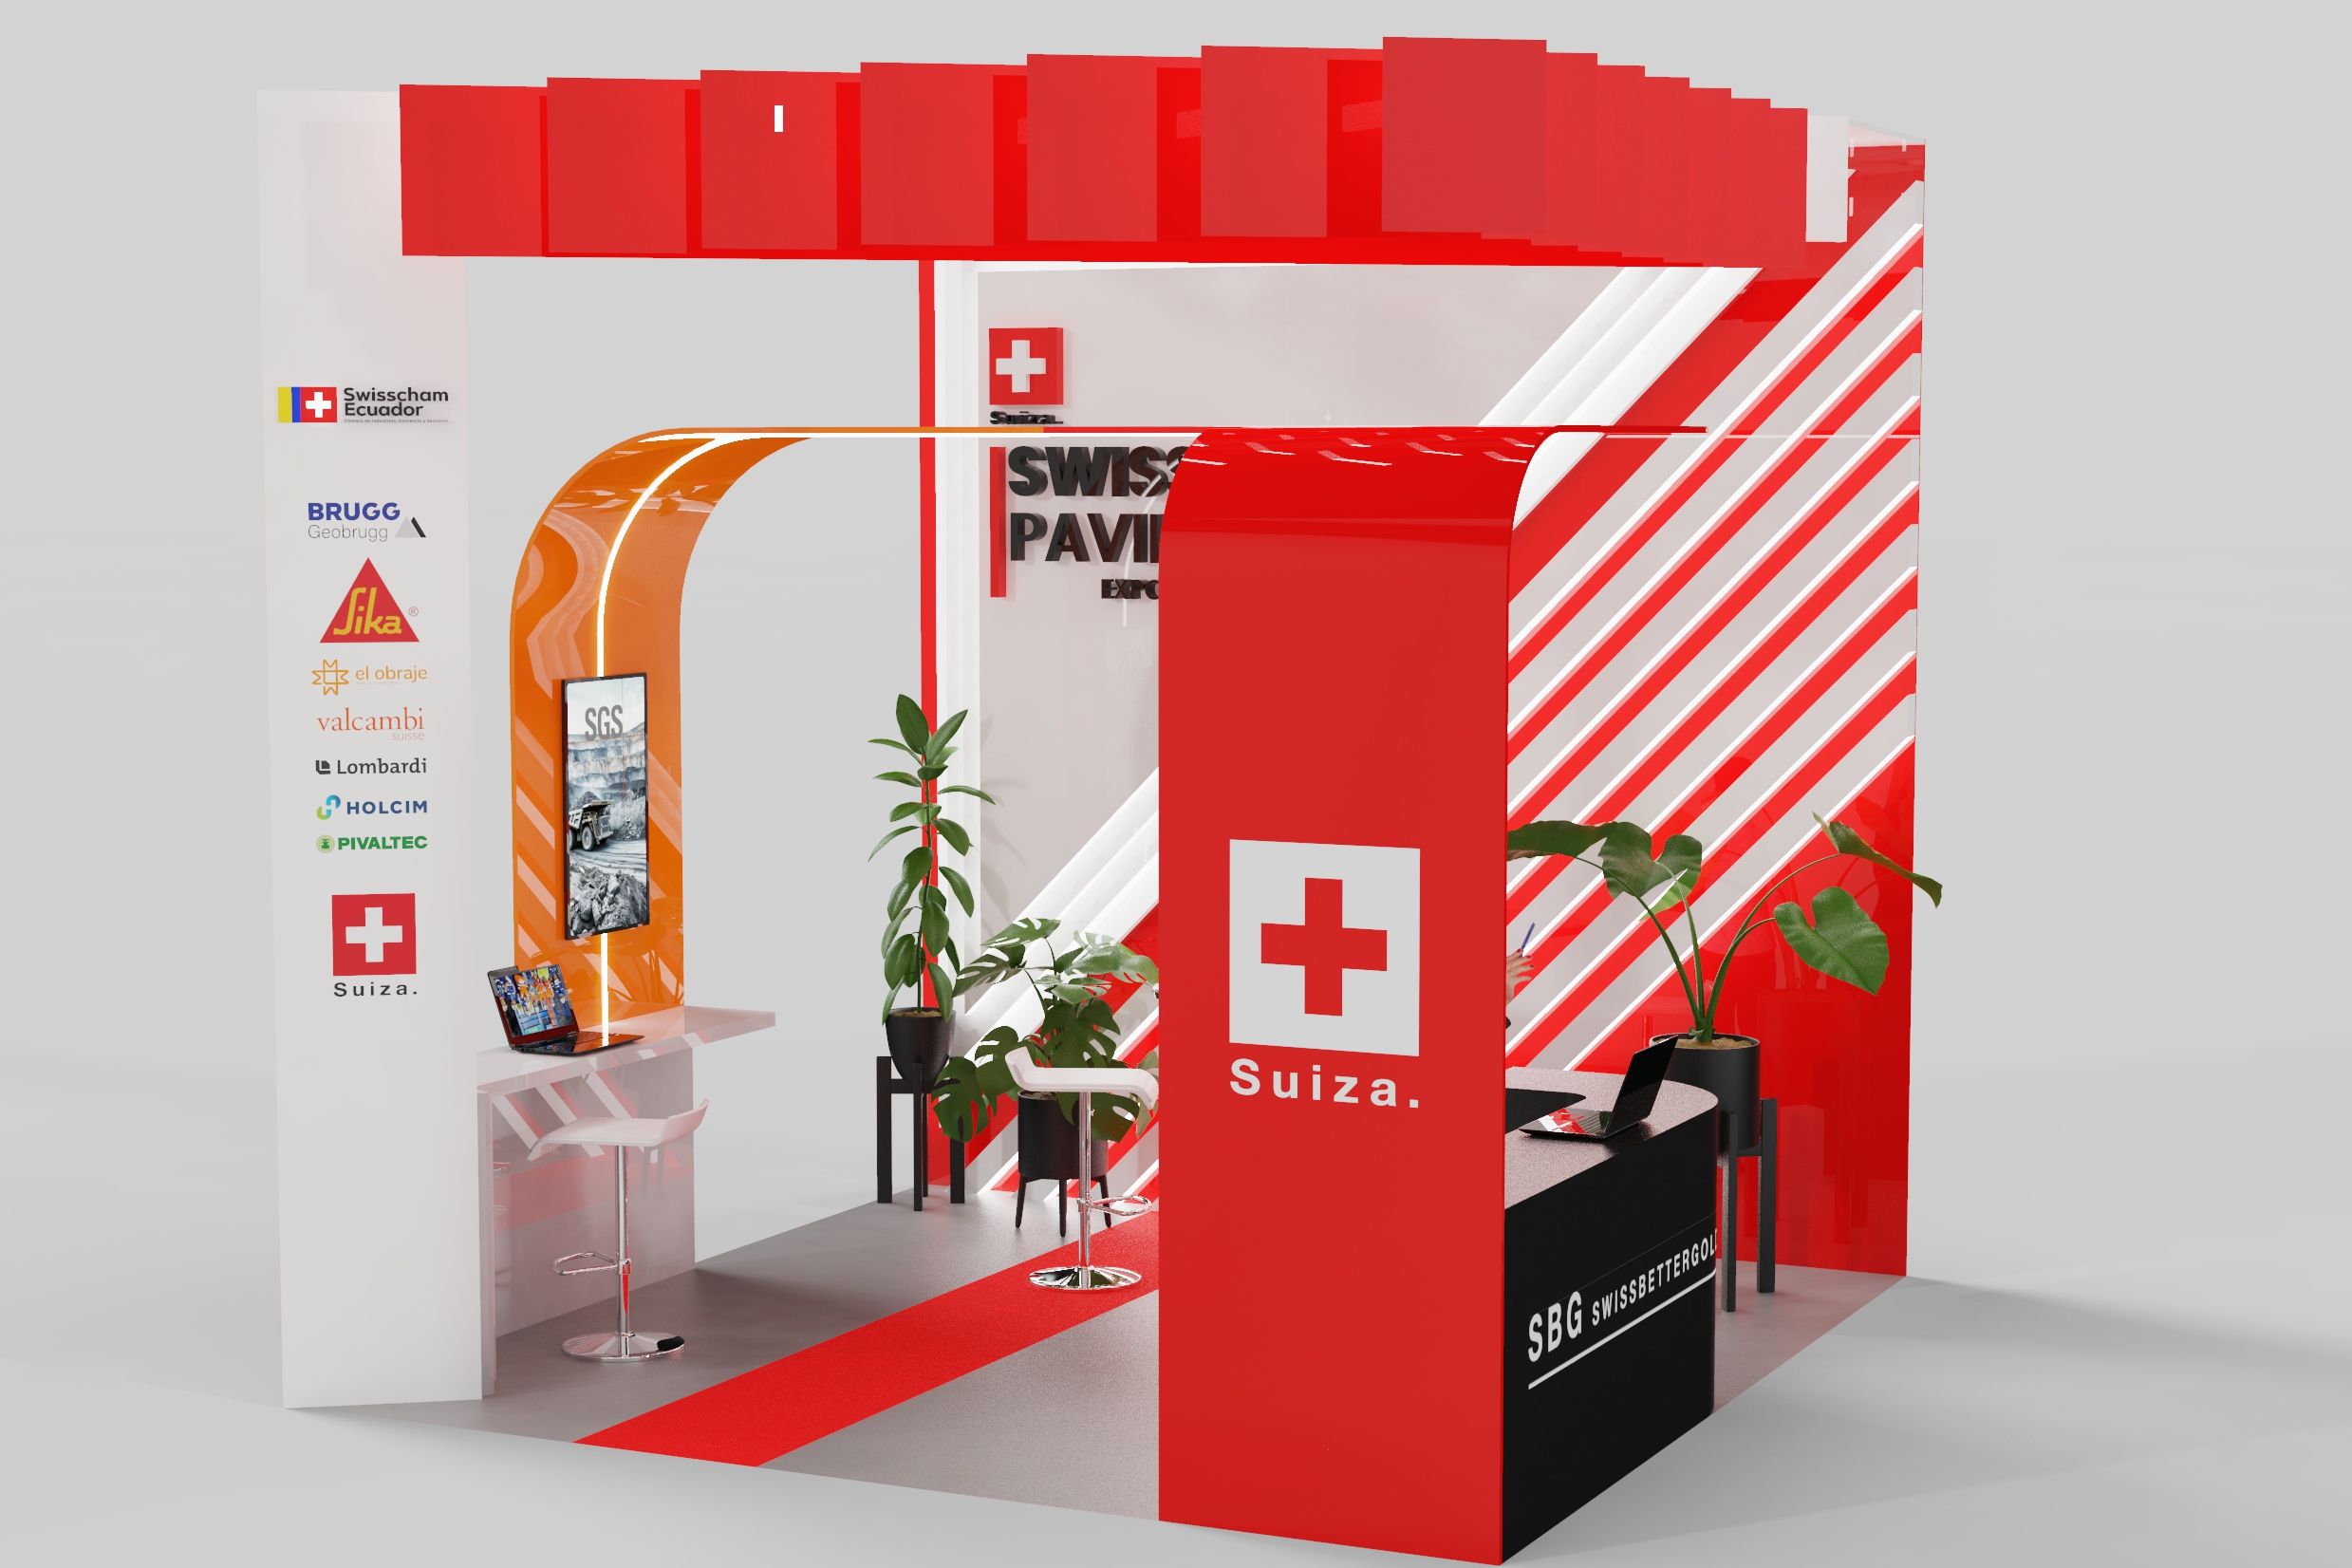 Swisscham
Ecuador
BRUGG
Geobrugg
Sika®
el obraje
valcambi
suisse
Lombardi
HOLCIM
PIVALTEC
Suiza.
SGS
Suiza.
SWISS
PAVI
EXPO
Suiza.
SBG SWISSBETTERGOL